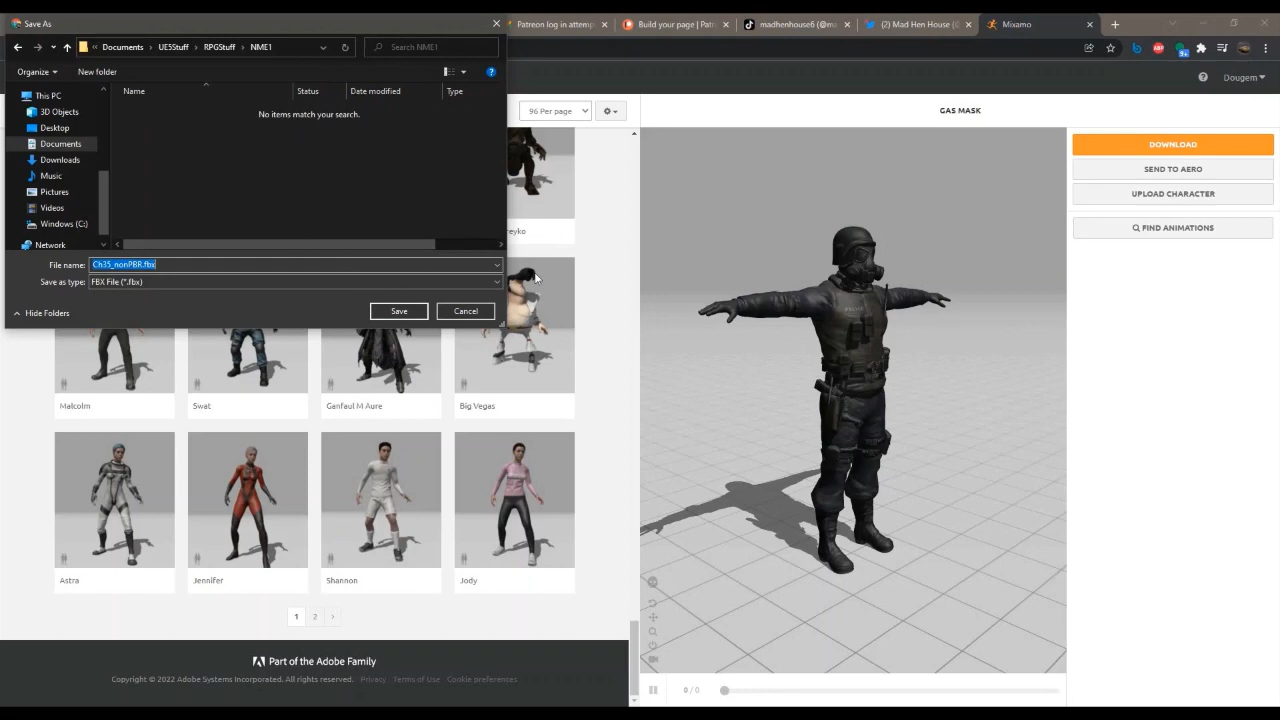 Save As
Patreon log in attemp
Build your page | Patr
madhenhouse6 (@ma
(2) Mad Hen House
Mixamo
Documents
UE5Stuff
RPGStuff
NME1
Search NME1
Organize
New folder
Dougem
Name
Status
Date modified
Type
No items match your search.
This PC
3D Objects
Desktop
Documents
Downloads
Music
Pictures
Videos
Windows (C:)
Network
File name:
Ch35_nonPBR.fbx
Save as type:
FBX File (*.fbx)
Hide Folders
Save
Cancel
96 Per page
GAS MASK
DOWNLOAD
SEND TO AERO
UPLOAD CHARACTER
FIND ANIMATIONS
reyko
POLICE
Malcolm
Swat
Ganfaul M Aure
Big Vegas
Astra
Jennifer
Shannon
Jody
1
2
Part of the Adobe Family
Copyright © 2022 Adobe Systems Incorporated. All rights reserved.
Privacy
Terms of Use
Cookie preferences
0 / 0